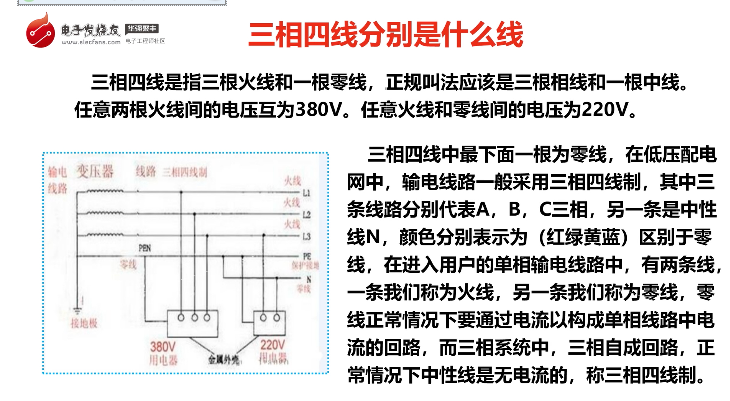 电子发烧友
华秋旗下
www.elecfans.com 电子工程师社区
三相四线分别是什么线
三相四线是指三根火线和一根零线，正规叫法应该是三根相线和一根中线。
任意两根火线间的电压互为380V。任意火线和零线间的电压为220V。
三相四线中最下面一根为零线，在低压配电
网中，输电线路一般采用三相四线制，其中三
条线路分别代表A，B，C三相，另一条是中性
线N，颜色分别表示为（红绿黄蓝）区别于零
线，在进入用户的单相输电线路中，有两条线，
一条我们称为火线，另一条我们称为零线，零
线正常情况下要通过电流以构成单相线路中电
流的回路，而三相系统中，三相自成回路，正
常情况下中性线是无电流的，称三相四线制。
输电
线路
变压器
线路 三相四线制
火线
L1
火线
L2
火线
L3
PEN
PE
零线
保护接地
N
零线
接地极
380V
用电器
金属外壳
220V
用电器